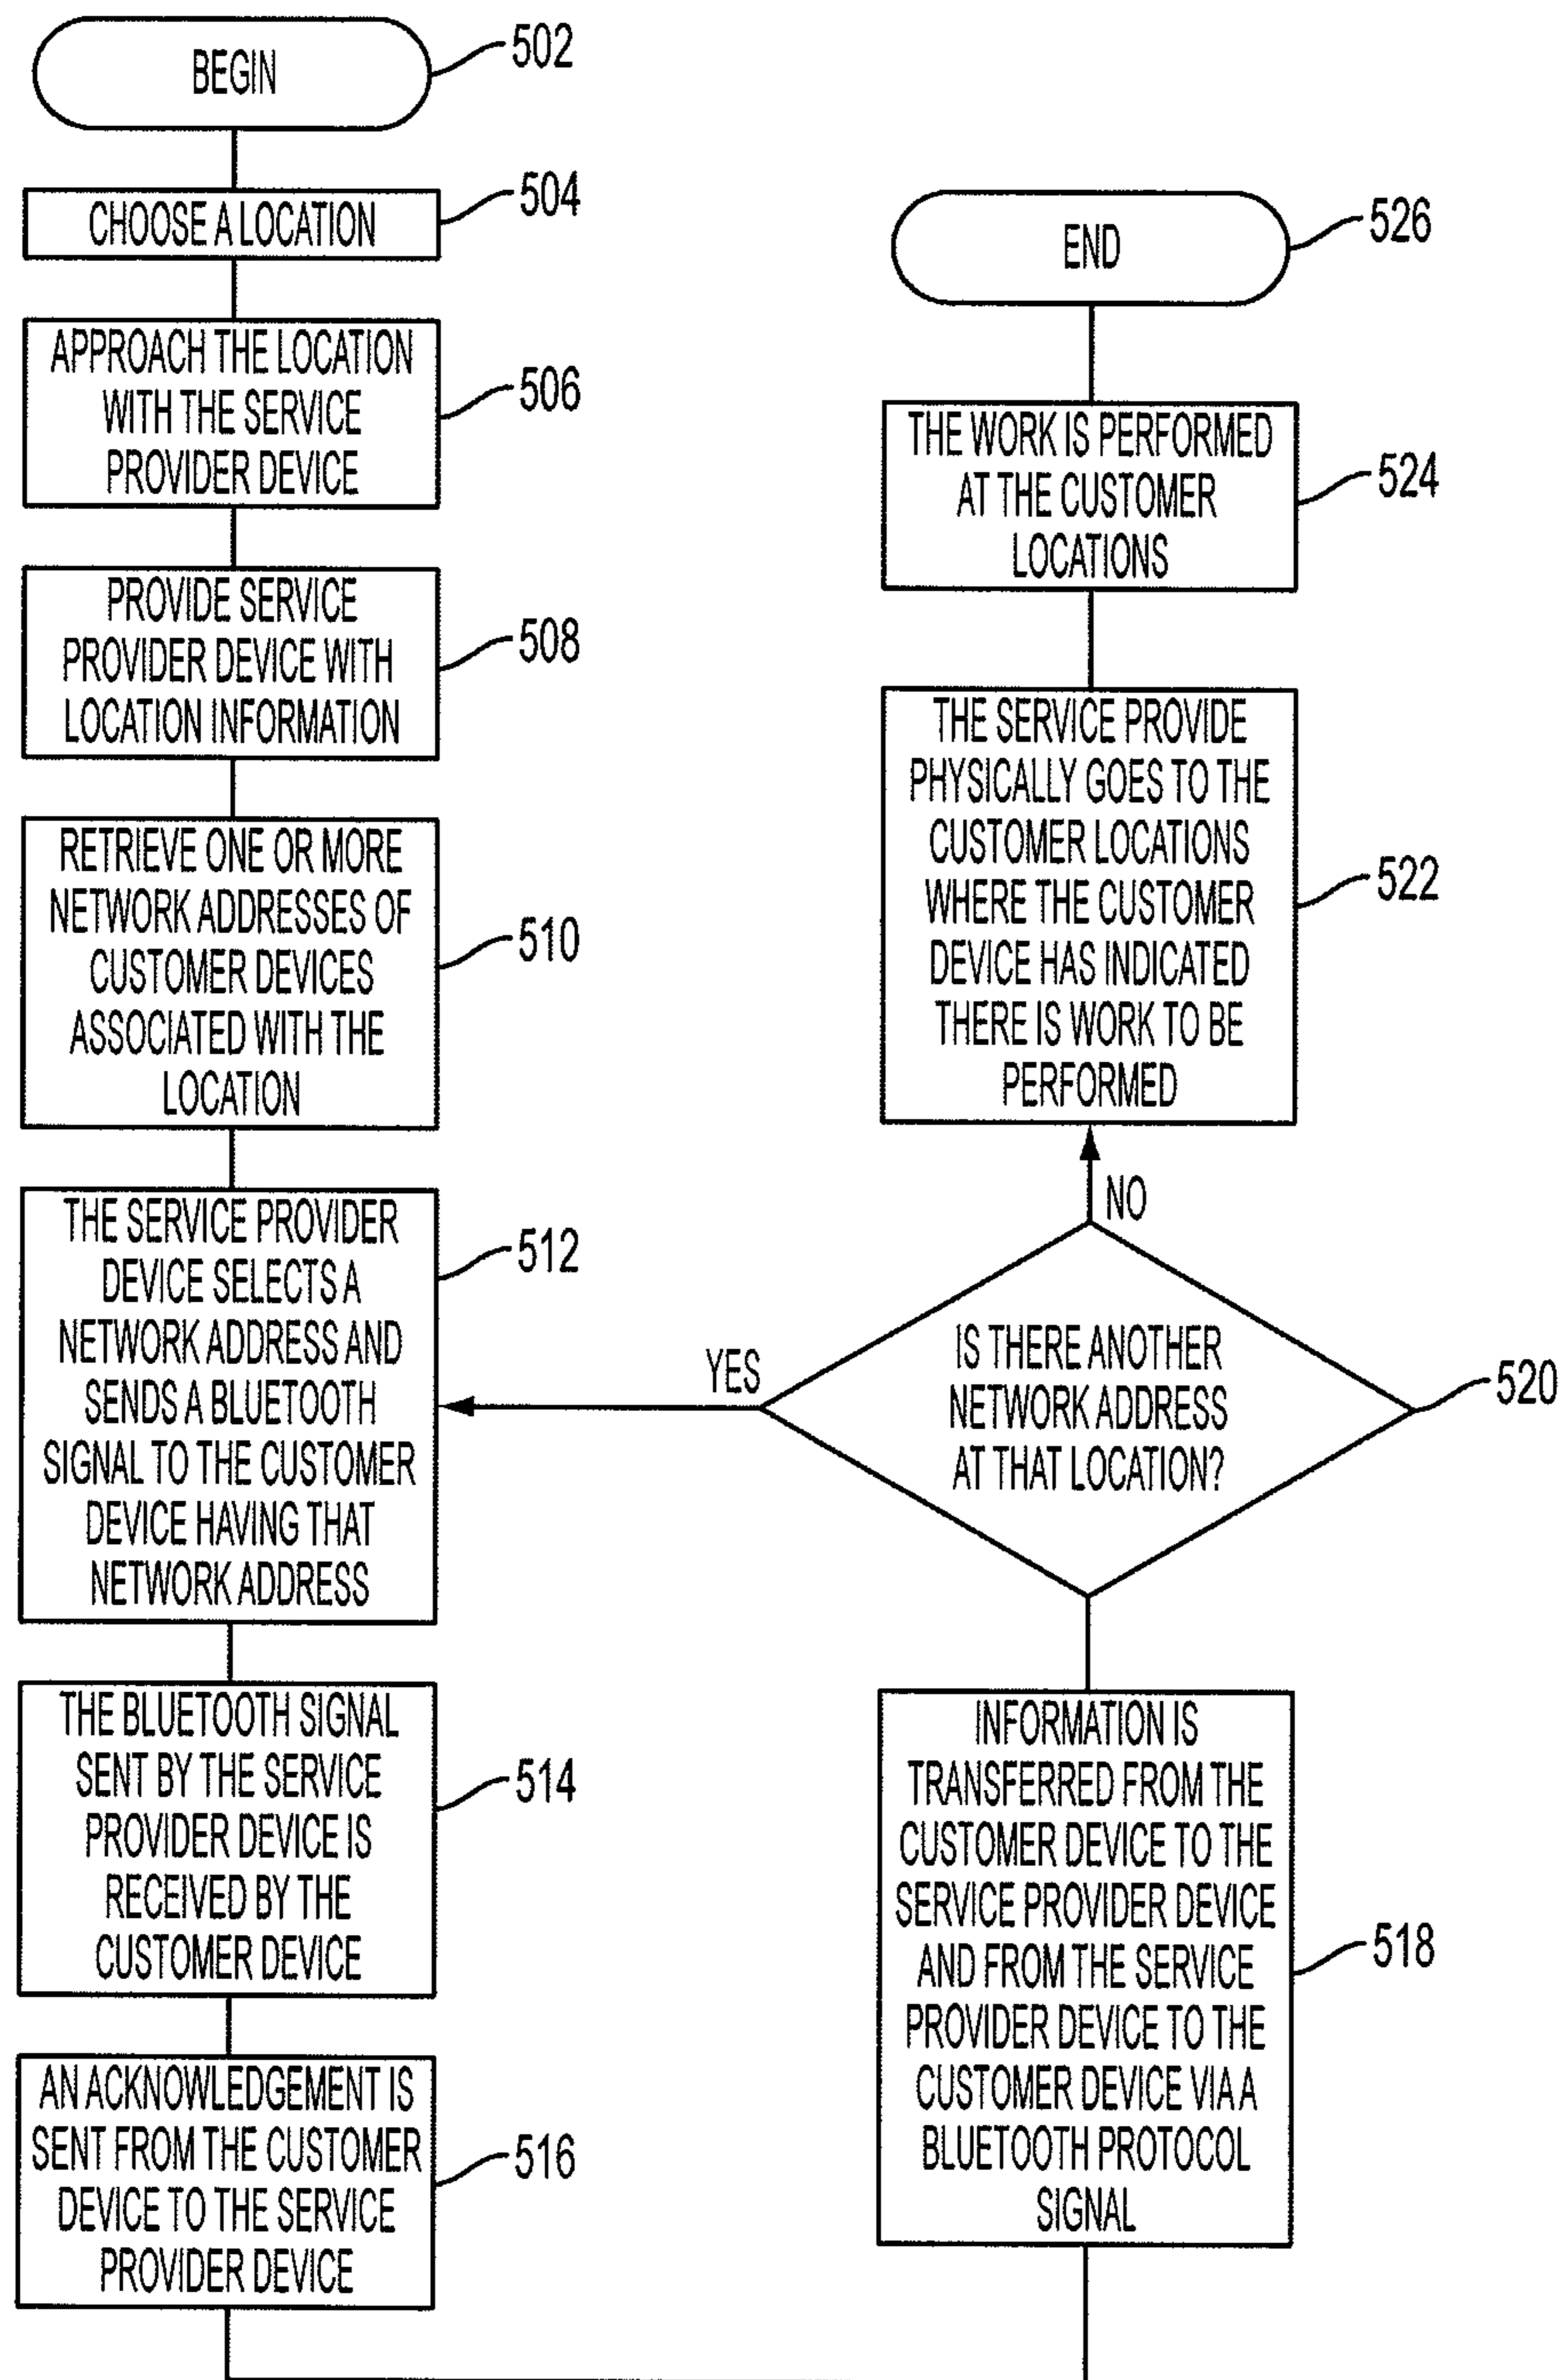 BEGIN
502
CHOOSE A LOCATION
504
APPROACH THE LOCATION
WITH THE SERVICE
PROVIDER DEVICE
506
PROVIDE SERVICE
PROVIDER DEVICE WITH
LOCATION INFORMATION
508
RETRIEVE ONE OR MORE
NETWORK ADDRESSES OF
CUSTOMER DEVICES
ASSOCIATED WITH THE
LOCATION
510
THE SERVICE PROVIDER
DEVICE SELECTS A
NETWORK ADDRESS AND
SENDS A BLUETOOTH
SIGNAL TO THE CUSTOMER
DEVICE HAVING THAT
NETWORK ADDRESS
512
THE BLUETOOTH SIGNAL
SENT BY THE SERVICE
PROVIDER DEVICE IS
RECEIVED BY THE
CUSTOMER DEVICE
514
AN ACKNOWLEDGEMENT IS
SENT FROM THE CUSTOMER
DEVICE TO THE SERVICE
PROVIDER DEVICE
516
INFORMATION IS
TRANSFERRED FROM THE
CUSTOMER DEVICE TO THE
SERVICE PROVIDER DEVICE
AND FROM THE SERVICE
PROVIDER DEVICE TO THE
CUSTOMER DEVICE VIA A
BLUETOOTH PROTOCOL
SIGNAL
518
IS THERE ANOTHER
NETWORK ADDRESS
AT THAT LOCATION?
520
YES
NO
THE SERVICE PROVIDE
PHYSICALLY GOES TO THE
CUSTOMER LOCATIONS
WHERE THE CUSTOMER
DEVICE HAS INDICATED
THERE IS WORK TO BE
PERFORMED
522
THE WORK IS PERFORMED
AT THE CUSTOMER
LOCATIONS
524
END
526